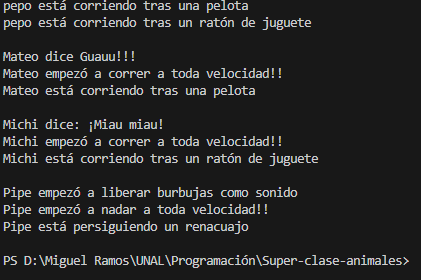 pepo está corriendo tras una pelota
pepo está corriendo tras un ratón de juguete
Mateo dice Guauu!!!
Mateo empezó a correr a toda velocidad!!
Mateo está corriendo tras una pelota
Michi dice: ¡Miau miau!
Michi empezó a correr a toda velocidad!!
Michi está corriendo tras un ratón de juguete
Pipe empezó a liberar burbujas como sonido
Pipe empezó a nadar a toda velocidad!!
Pipe está persiguiendo un renacuajo
PS D:\Miguel Ramos\UNAL\Programación\Super-clase-animales>